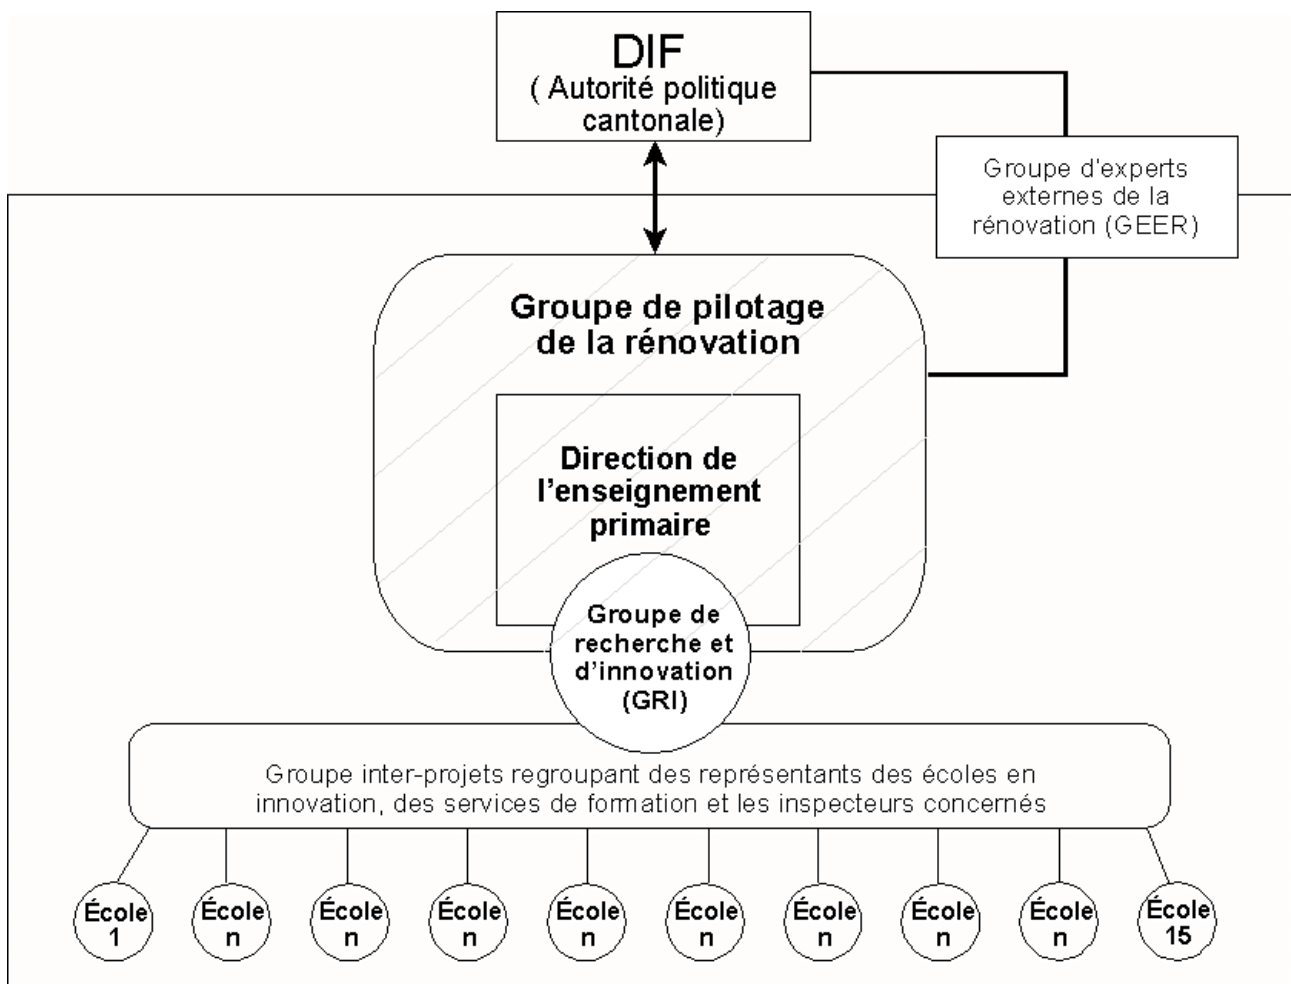 DIF
( Autorité politique
cantonale)
Groupe d'experts
externes de la
rénovation (GEER)
Groupe de pilotage
de la rénovation
Direction de
l'enseignement
primaire
Groupe de
recherche et
d'innovation
(GRI)
Groupe inter-projets regroupant des représentants des écoles en
innovation, des services de formation et les inspecteurs concernés
École
1
École
n
École
n
École
n
École
n
École
n
École
n
École
n
École
n
École
15